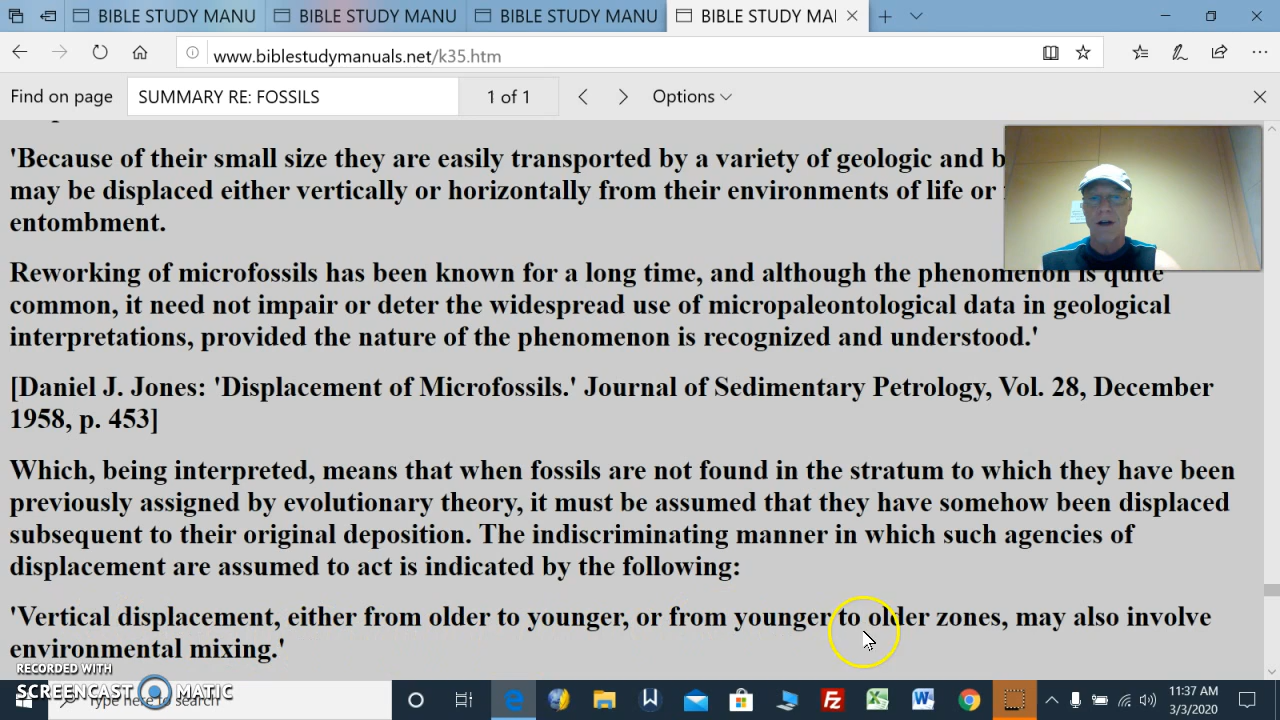 BIBLE STUDY MANU BIBLE STUDY MANU BIBLE STUDY MANU BIBLE STUDY MAI
www.biblestudymanuals.net/k35.htm
Find on page SUMMARY RE: FOSSILS 1 of 1 Options
'Because of their small size they are easily transported by a variety of geologic and b
may be displaced either vertically or horizontally from their environments of life or
entombment.
Reworking of microfossils has been known for a long time, and although the phenomenon is quite
common, it need not impair or deter the widespread use of micropaleontological data in geological
interpretations, provided the nature of the phenomenon is recognized and understood.'
[Daniel J. Jones: 'Displacement of Microfossils.' Journal of Sedimentary Petrology, Vol. 28, December
1958, p. 453]
Which, being interpreted, means that when fossils are not found in the stratum to which they have been
previously assigned by evolutionary theory, it must be assumed that they have somehow been displaced
subsequent to their original deposition. The indiscriminating manner in which such agencies of
displacement are assumed to act is indicated by the following:
'Vertical displacement, either from older to younger, or from younger to older zones, may also involve
environmental mixing.'
RECORDED WITH
SCREENCAST MATIC
Type here to search
11:37 AM
3/3/2020